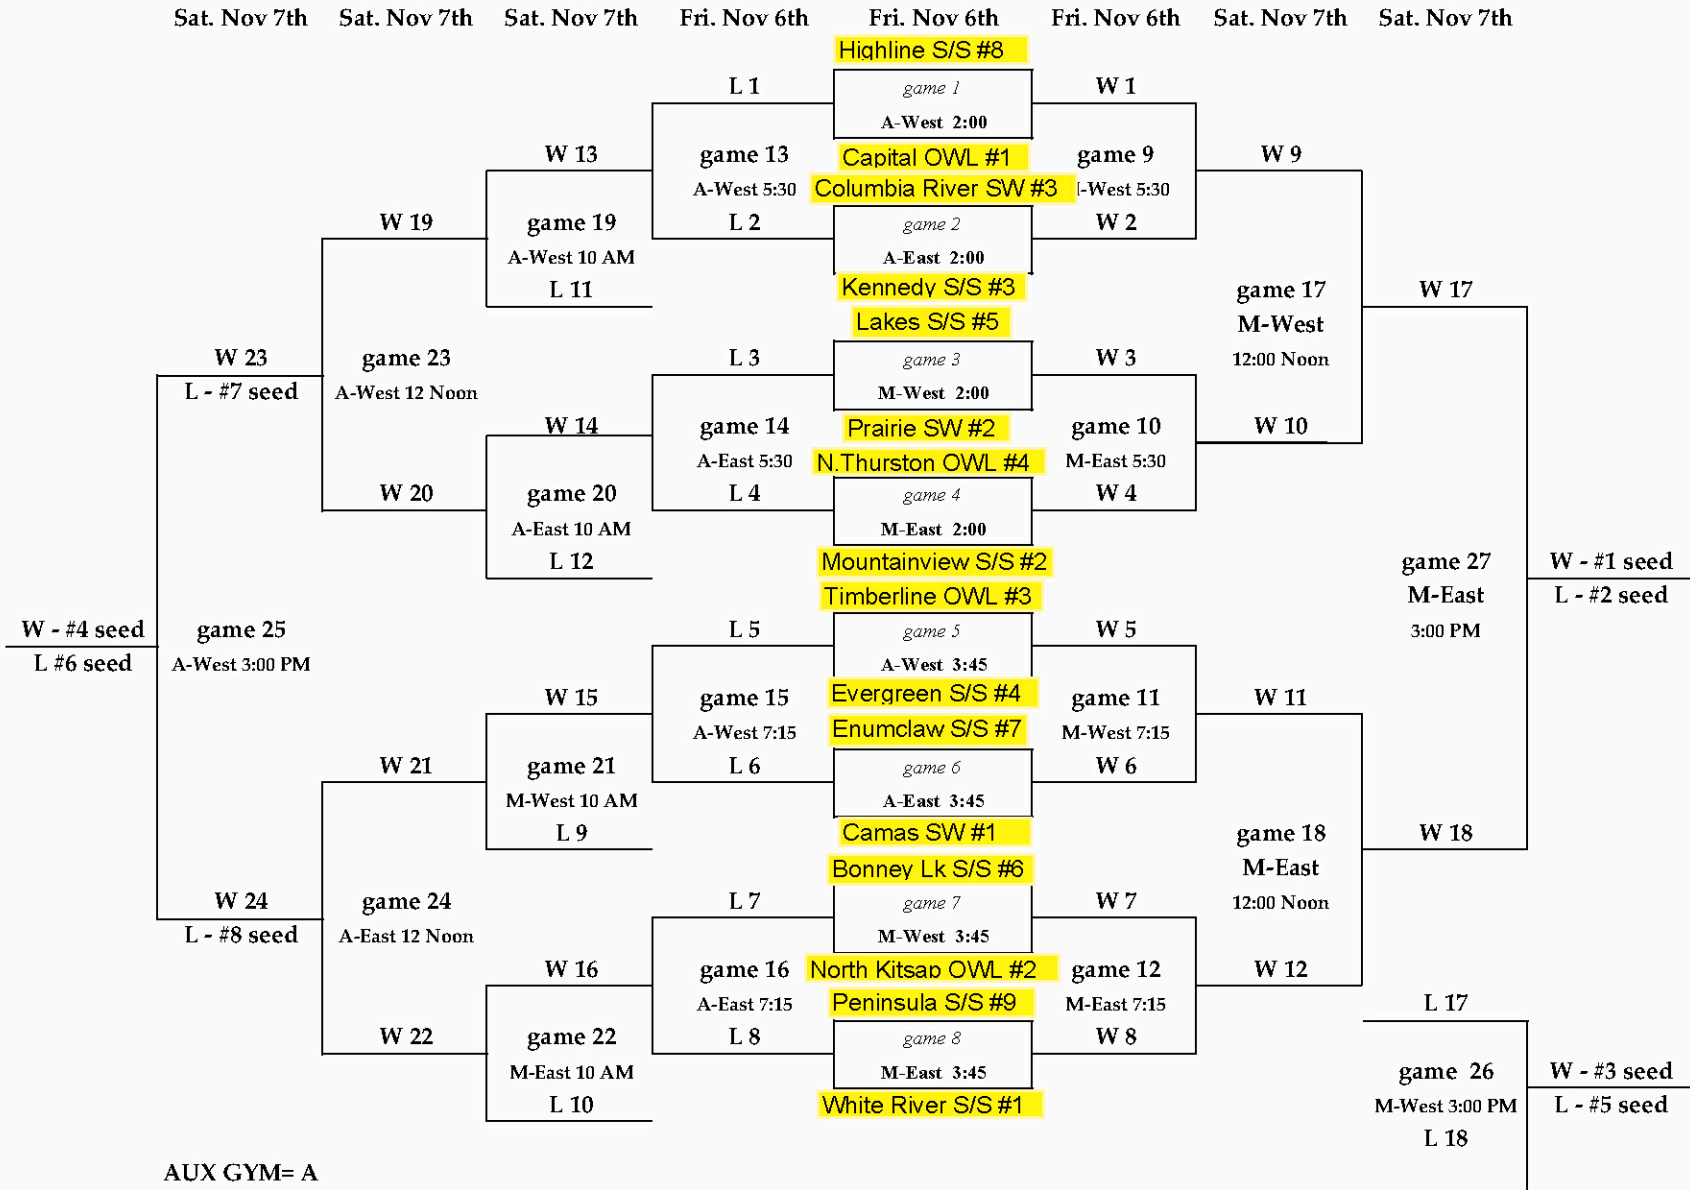 Sat. Nov 7th Sat. Nov 7th Sat. Nov 7th Fri. Nov 6th Fri. Nov 6th Fri. Nov 6th Sat. Nov 7th Sat. Nov 7th
Highline S/S #8
L 1 game 1 W 1
A-West 2:00
W 13 game 13 Capital OWL #1 game 9 W 9
A-West 5:30 Columbia River SW #3 -West 5:30
W 19 game 19 L 2 game 2 W 2
A-West 10 AM A-East 2:00
L 11 Kennedy S/S #3 game 17 W 17
Lakes S/S #5 M-West
W 23 game 23 L 3 game 3 W 3 12:00 Noon
L - #7 seed A-West 12 Noon M-West 2:00
W 14 game 14 Prairie SW #2 game 10 W 10
A-East 5:30 N.Thurston OWL #4 M-East 5:30
W 20 game 20 L 4 game 4 W 4
A-East 10 AM M-East 2:00
L 12 Mountainview S/S #2 game 27 W - #1 seed
Timberline OWL #3 M-East L - #2 seed
W - #4 seed game 25 L 5 game 5 W 5 3:00 PM
L #6 seed A-West 3:00 PM A-West 3:45
W 15 game 15 Evergreen S/S #4 game 11 W 11
A-West 7:15 Enumclaw S/S #7 M-West 7:15
W 21 game 21 L 6 game 6 W 6
M-West 10 AM A-East 3:45
L 9 Camas SW #1 game 18 W 18
Bonney Lk S/S #6 M-East
W 24 game 24 L 7 game 7 W 7 12:00 Noon
L - #8 seed A-East 12 Noon M-West 3:45
W 16 game 16 North Kitsap OWL #2 game 12 W 12
A-East 7:15 Peninsula S/S #9 M-East 7:15 L 17
W 22 game 22 L 8 game 8 W 8
M-East 10 AM M-East 3:45 game 26 W - #3 seed
L 10 White River S/S #1 M-West 3:00 PM L - #5 seed
L 18
AUX GYM= A